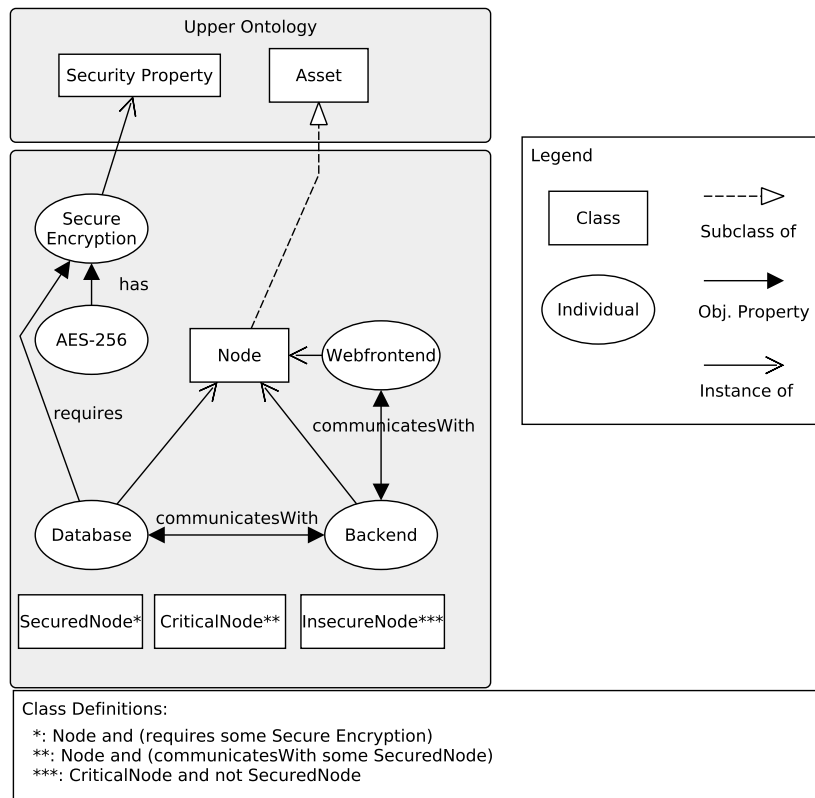 Upper Ontology
Security Property
Asset
Legend
Class
Subclass of
Individual
Obj. Property
Instance of
Secure
Encryption
has
AES-256
Node
Webfrontend
requires
communicatesWith
communicatesWith
Database
Backend
SecuredNode*
CriticalNode**
InsecureNode***
Class Definitions:
*: Node and (requires some Secure Encryption)
**: Node and (communicatesWith some SecuredNode)
***: CriticalNode and not SecuredNode